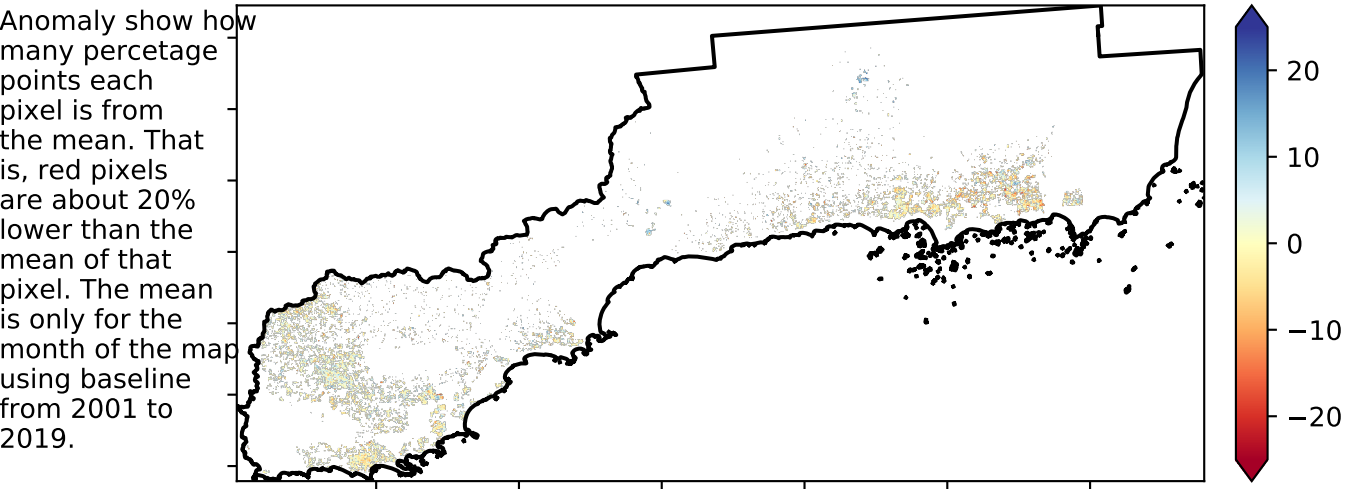 Anomaly show how
many percetage
points each
pixel is from
the mean. That
is, red pixels
are about 20%
lower than the
mean of that
pixel. The mean
is only for the
month of the map
using baseline
from 2001 to
2019.
20
10
0
−10
−20